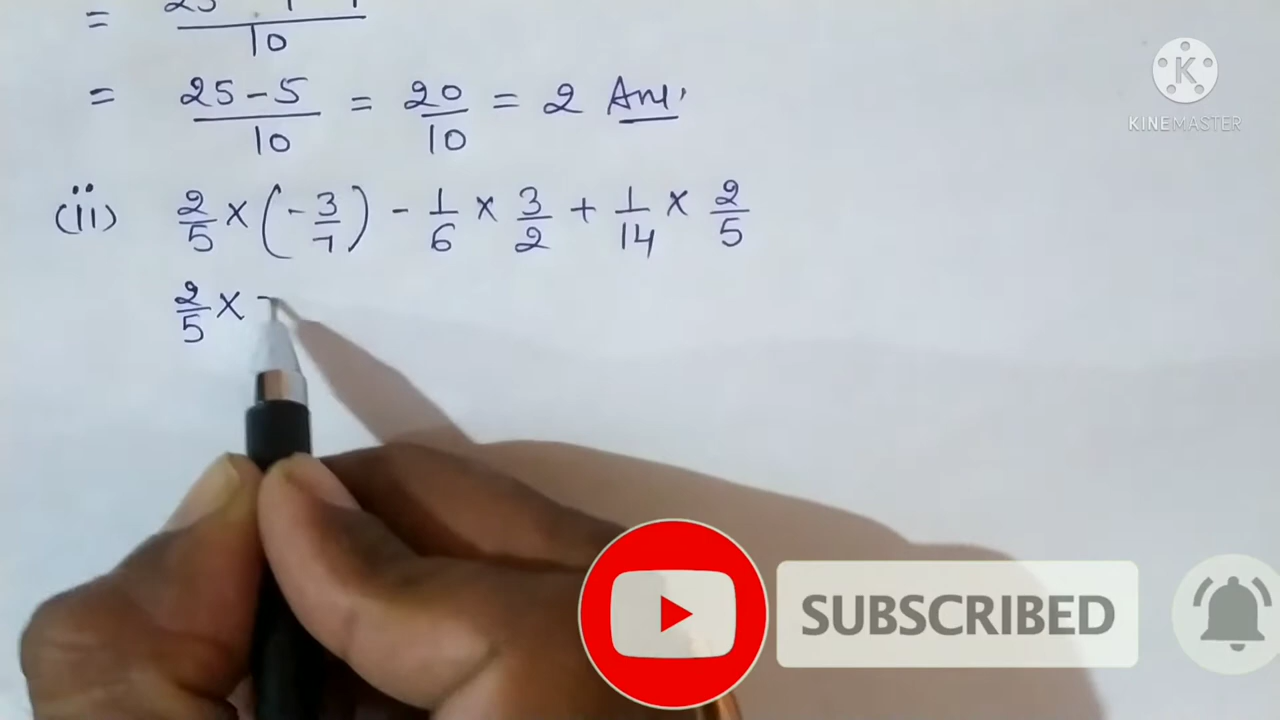 = 10
= 25-5/10 = 20/10 = 2 Ans.
(ii) 2/5 × (-3/7) - 1/6 × 3/2 + 1/14 × 2/5
2/5 × -
KINEMASTER
SUBSCRIBED